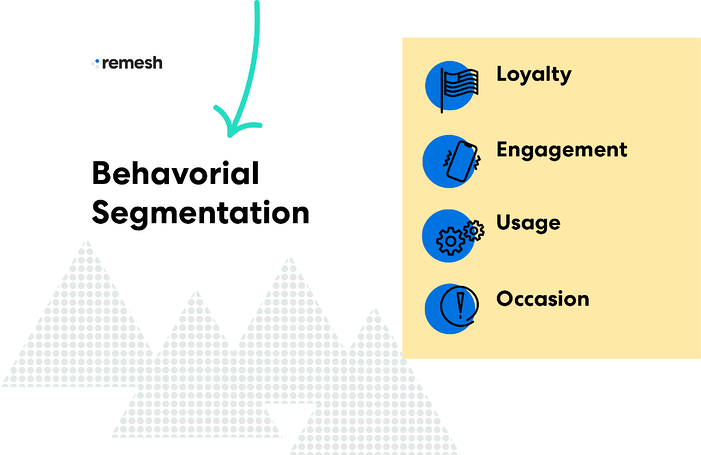 remesh
Behavorial
Segmentation
Loyalty
Engagement
Usage
Occasion